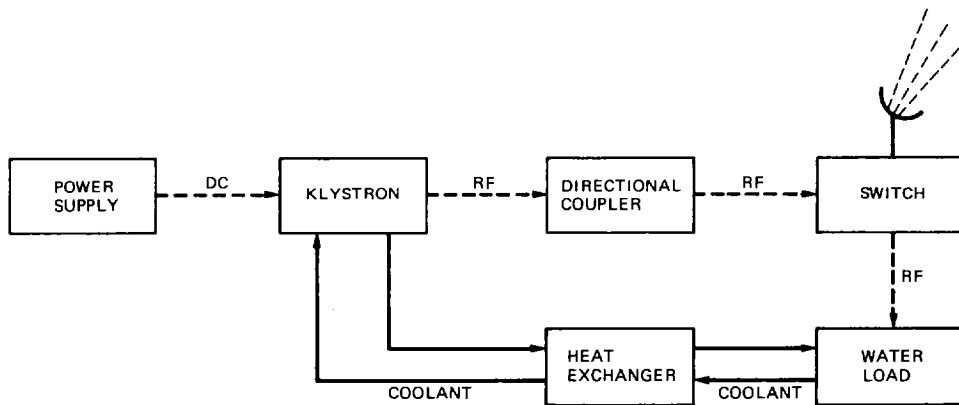 POWER
SUPPLY
DC
KLYSTRON
RF
DIRECTIONAL
COUPLER
RF
SWITCH
RF
HEAT
EXCHANGER
WATER
LOAD
COOLANT
COOLANT